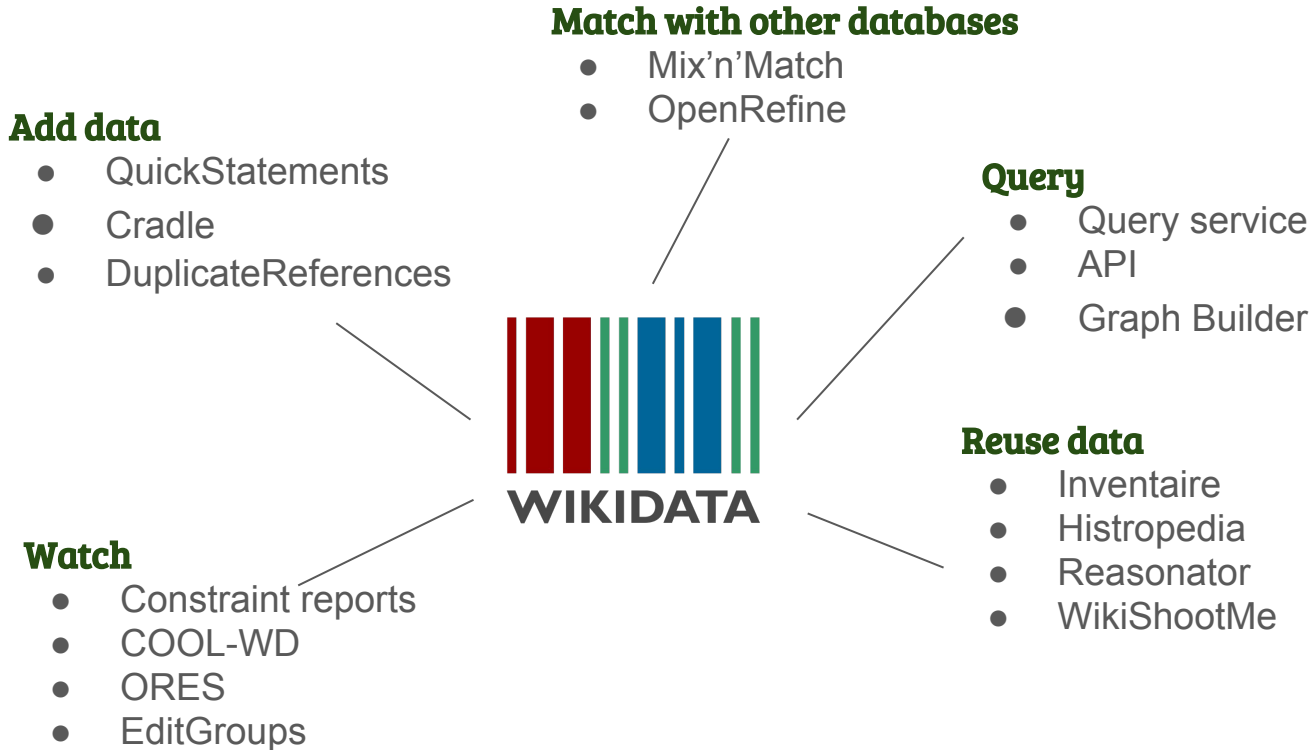 Match with other databases
● Mix’n’Match
● OpenRefine
Add data
● QuickStatements
● Cradle
● DuplicateReferences
Query
● Query service
● API
● Graph Builder
WIKIDATA
Reuse data
● Inventaire
● Histropedia
● Reasonator
● WikiShootMe
Watch
● Constraint reports
● COOL-WD
● ORES
● EditGroups